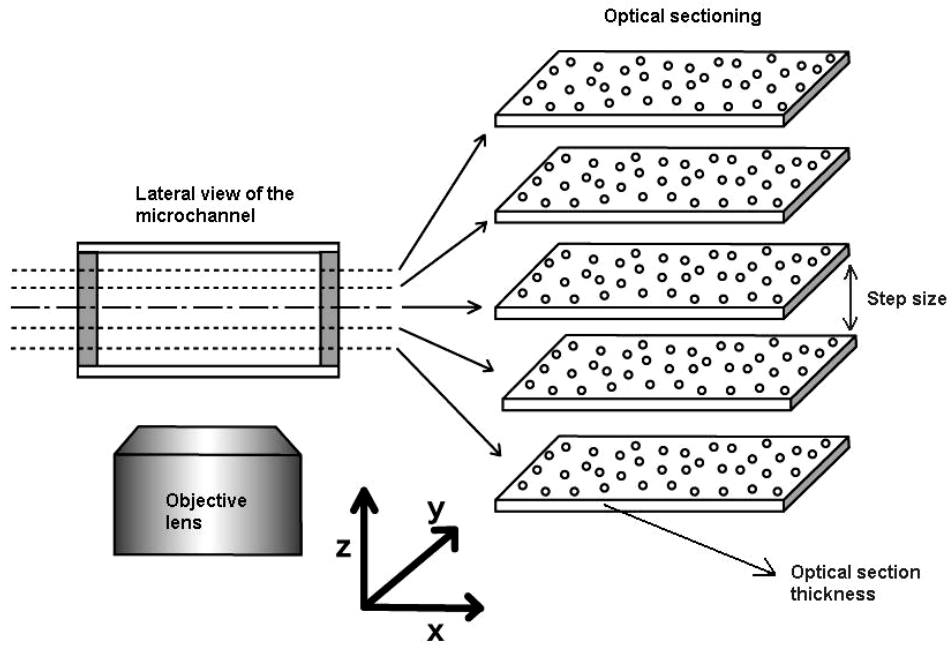 Optical sectioning
Lateral view of the
microchannel
Step size
Objective
lens
z
y
x
Optical section
thickness